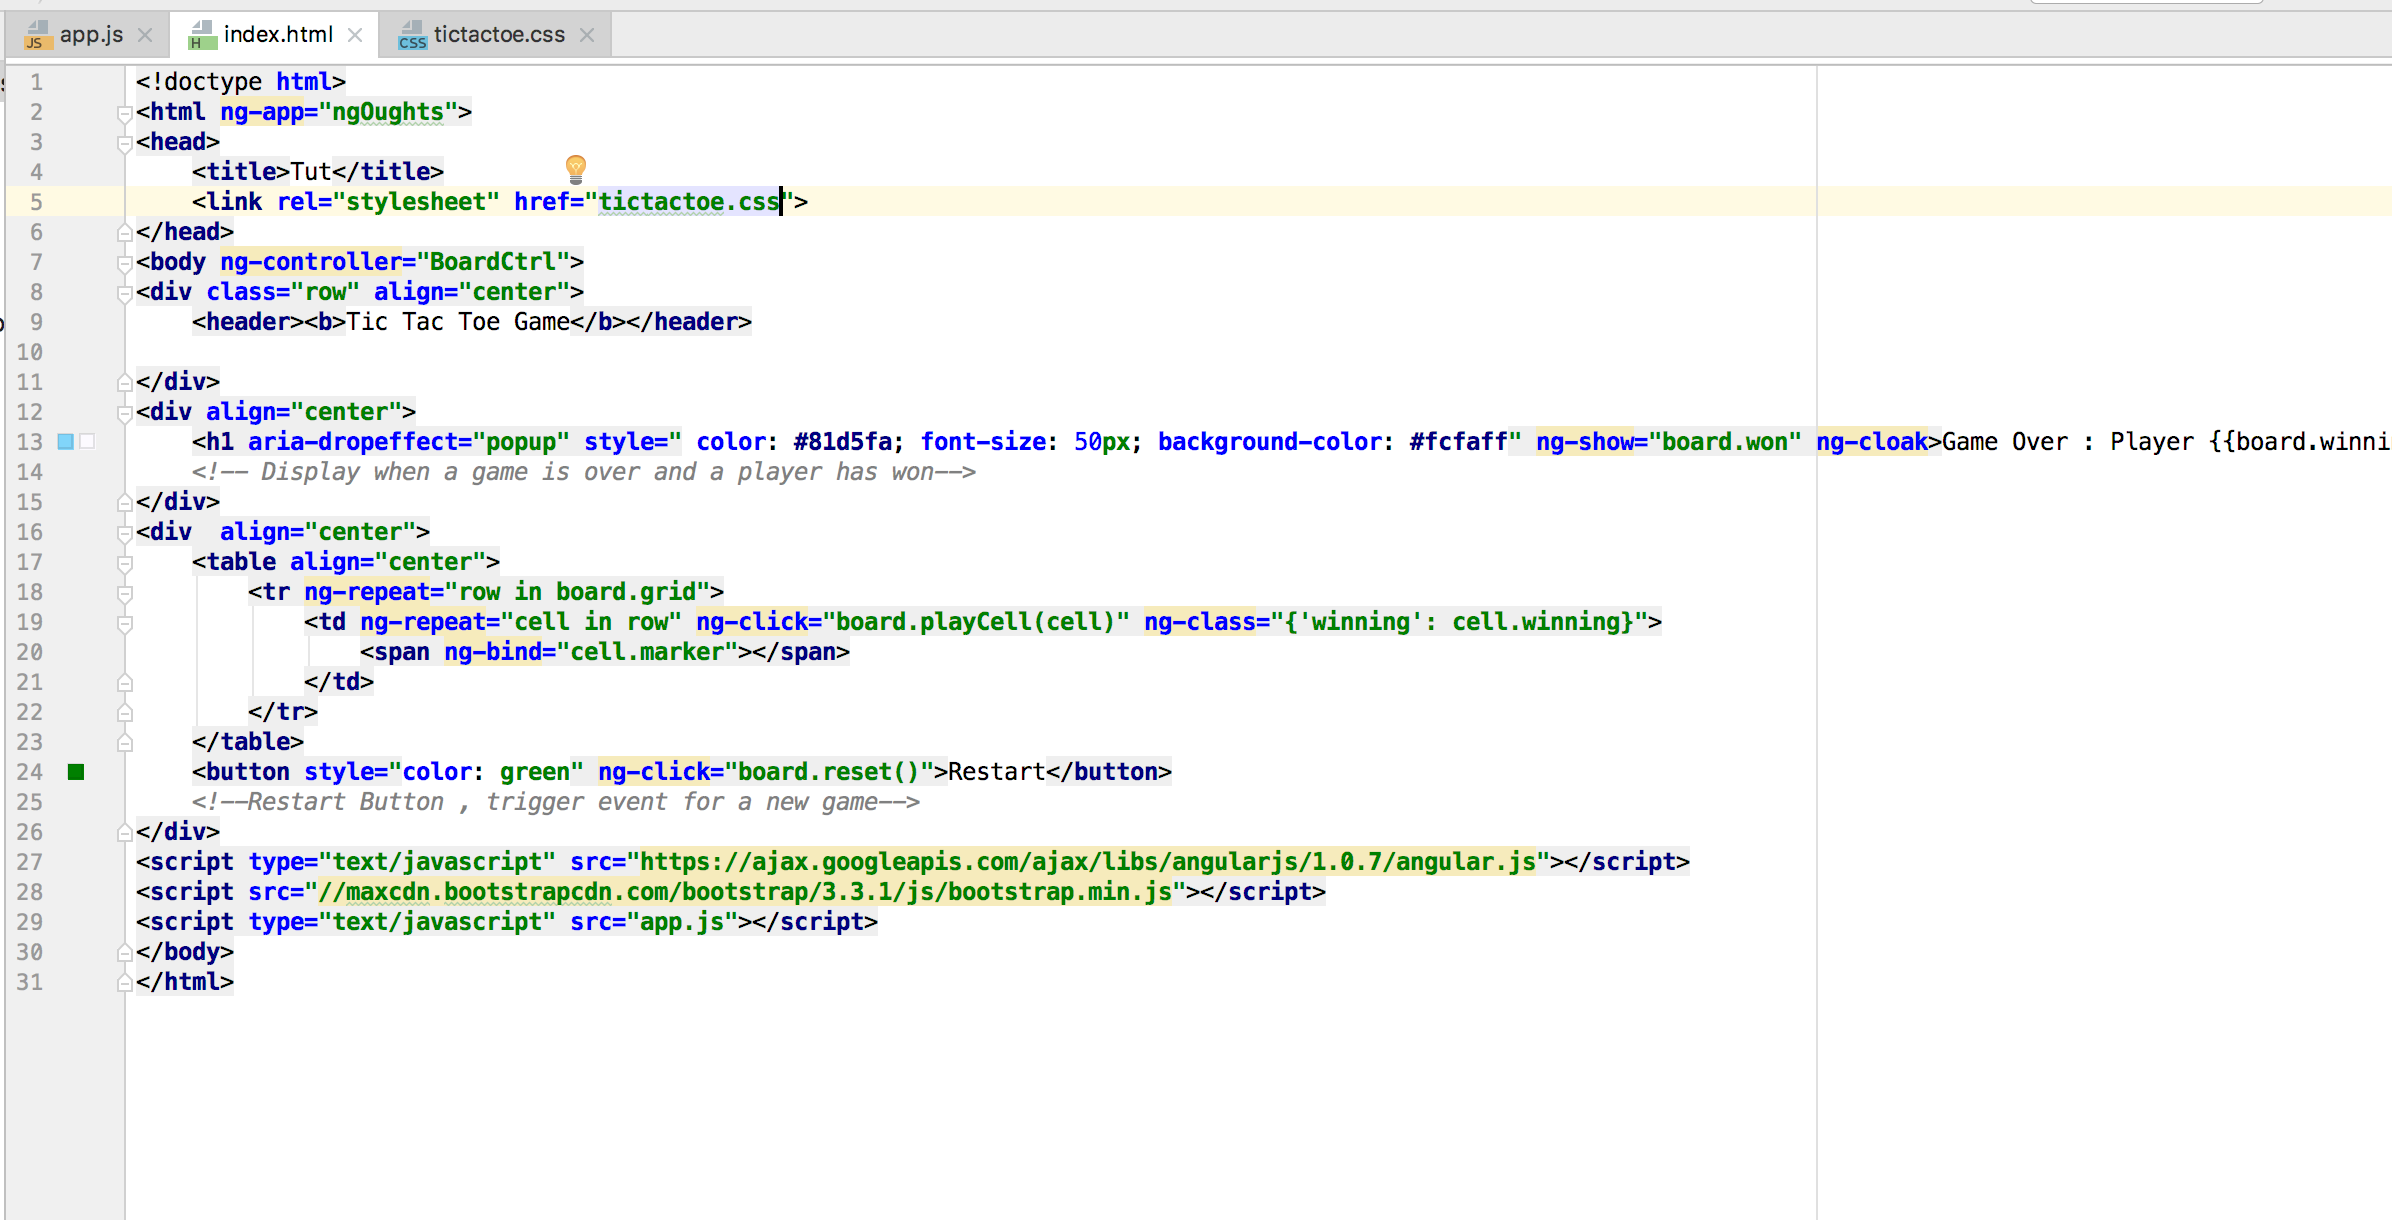 app.js index.html tictactoe.css
1 <!doctype html>
2 <html ng-app="ngOughts">
3 <head>
4 <title>Tut</title>
5 <link rel="stylesheet" href="tictactoe.css">
6 </head>
7 <body ng-controller="BoardCtrl">
8 <div class="row" align="center">
9 <header><b>Tic Tac Toe Game</b></header>
10
11 </div>
12 <div align="center">
13 <h1 aria-dropeffect="popup" style=" color: #81d5fa; font-size: 50px; background-color: #fcfaff" ng-show="board.won" ng-cloak>Game Over : Player {{board.winni
14 <!-- Display when a game is over and a player has won-->
15 </div>
16 <div  align="center">
17 <table align="center">
18 <tr ng-repeat="row in board.grid">
19 <td ng-repeat="cell in row" ng-click="board.playCell(cell)" ng-class="{'winning': cell.winning}">
20 <span ng-bind="cell.marker"></span>
21 </td>
22 </tr>
23 </table>
24 <button style="color: green" ng-click="board.reset()">Restart</button>
25 <!--Restart Button , trigger event for a new game-->
26 </div>
27 <script type="text/javascript" src="https://ajax.googleapis.com/ajax/libs/angularjs/1.0.7/angular.js"></script>
28 <script src="//maxcdn.bootstrapcdn.com/bootstrap/3.3.1/js/bootstrap.min.js"></script>
29 <script type="text/javascript" src="app.js"></script>
30 </body>
31 </html>